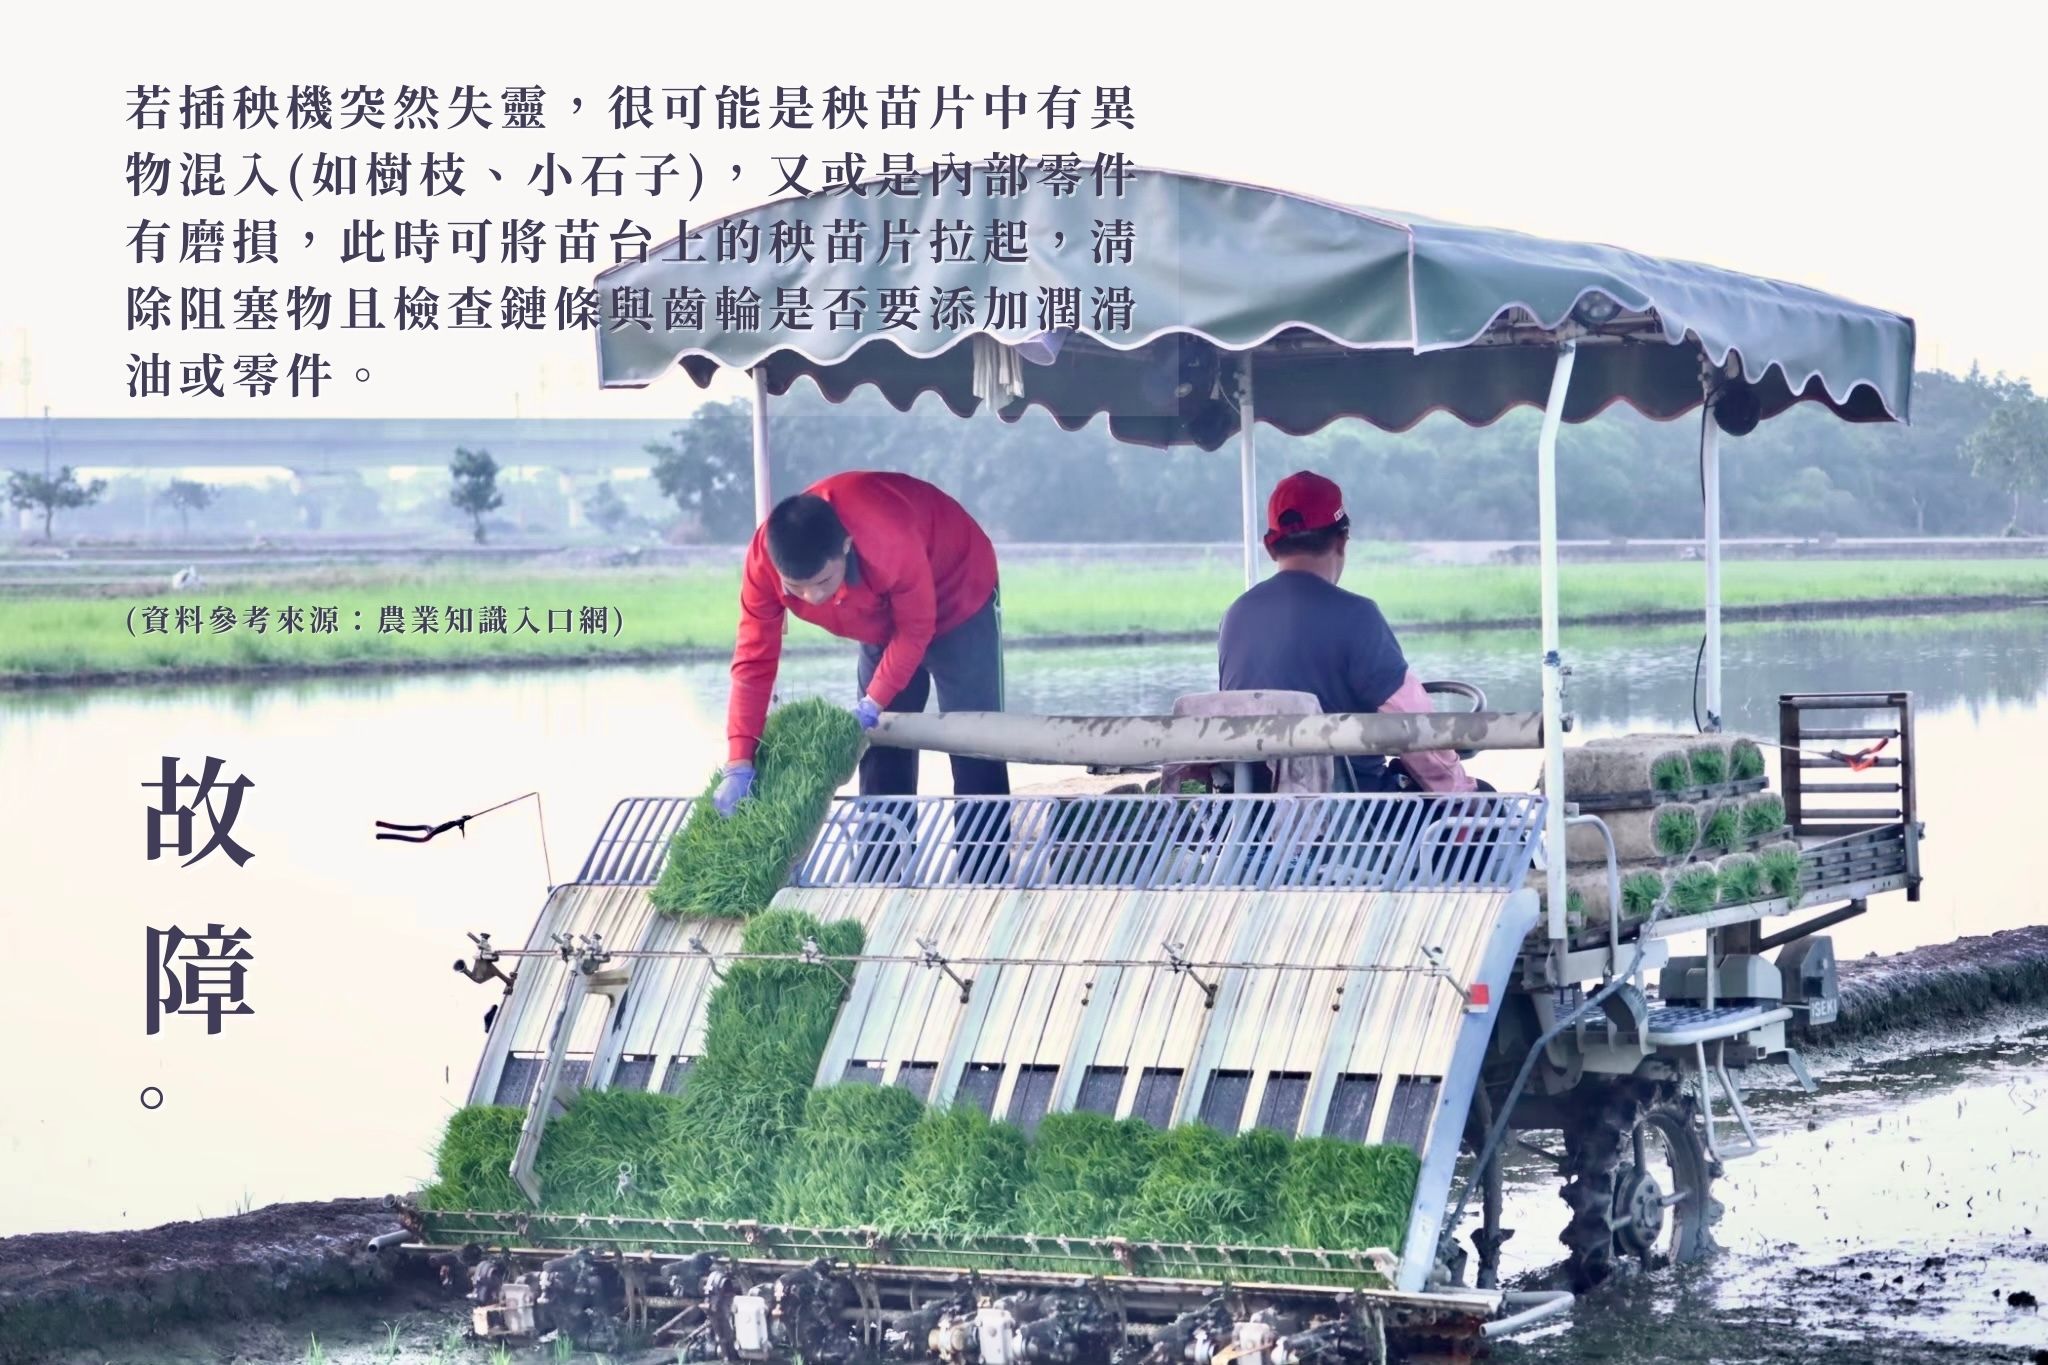 若插秧機突然失靈，很可能是秧苗片中有異
物混入(如樹枝、小石子)，又或是內部零件
有磨損，此時可將苗台上的秧苗片拉起，清
除阻塞物且檢查鏈條與齒輪是否要添加潤滑
油或零件。
(資料參考來源：農業知識入口網)
故障。
ISEKI